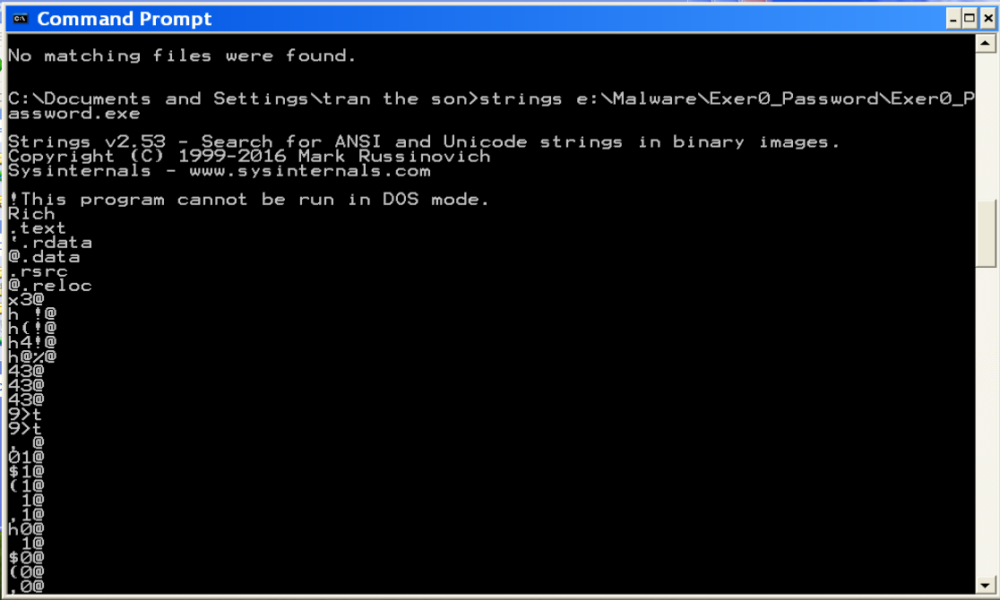 Command Prompt
No matching files were found.
C:\Documents and Settings\tran the son>strings e:\Malware\Exer0_Password\Exer0_P
assword.exe
Strings v2.53 - Search for ANSI and Unicode strings in binary images.
Copyright (C) 1999-2016 Mark Russinovich
Sysinternals - www.sysinternals.com
!This program cannot be run in DOS mode.
Rich
.text
`.rdata
@.data
.rsrc
@.reloc
x3@
h !@
h(!@
h4!@
h@%@
43@
43@
43@
9>t
9>t
, @
01@
$1@
(1@
 1@
,1@
h0@
 1@
$0@
(0@
,0@